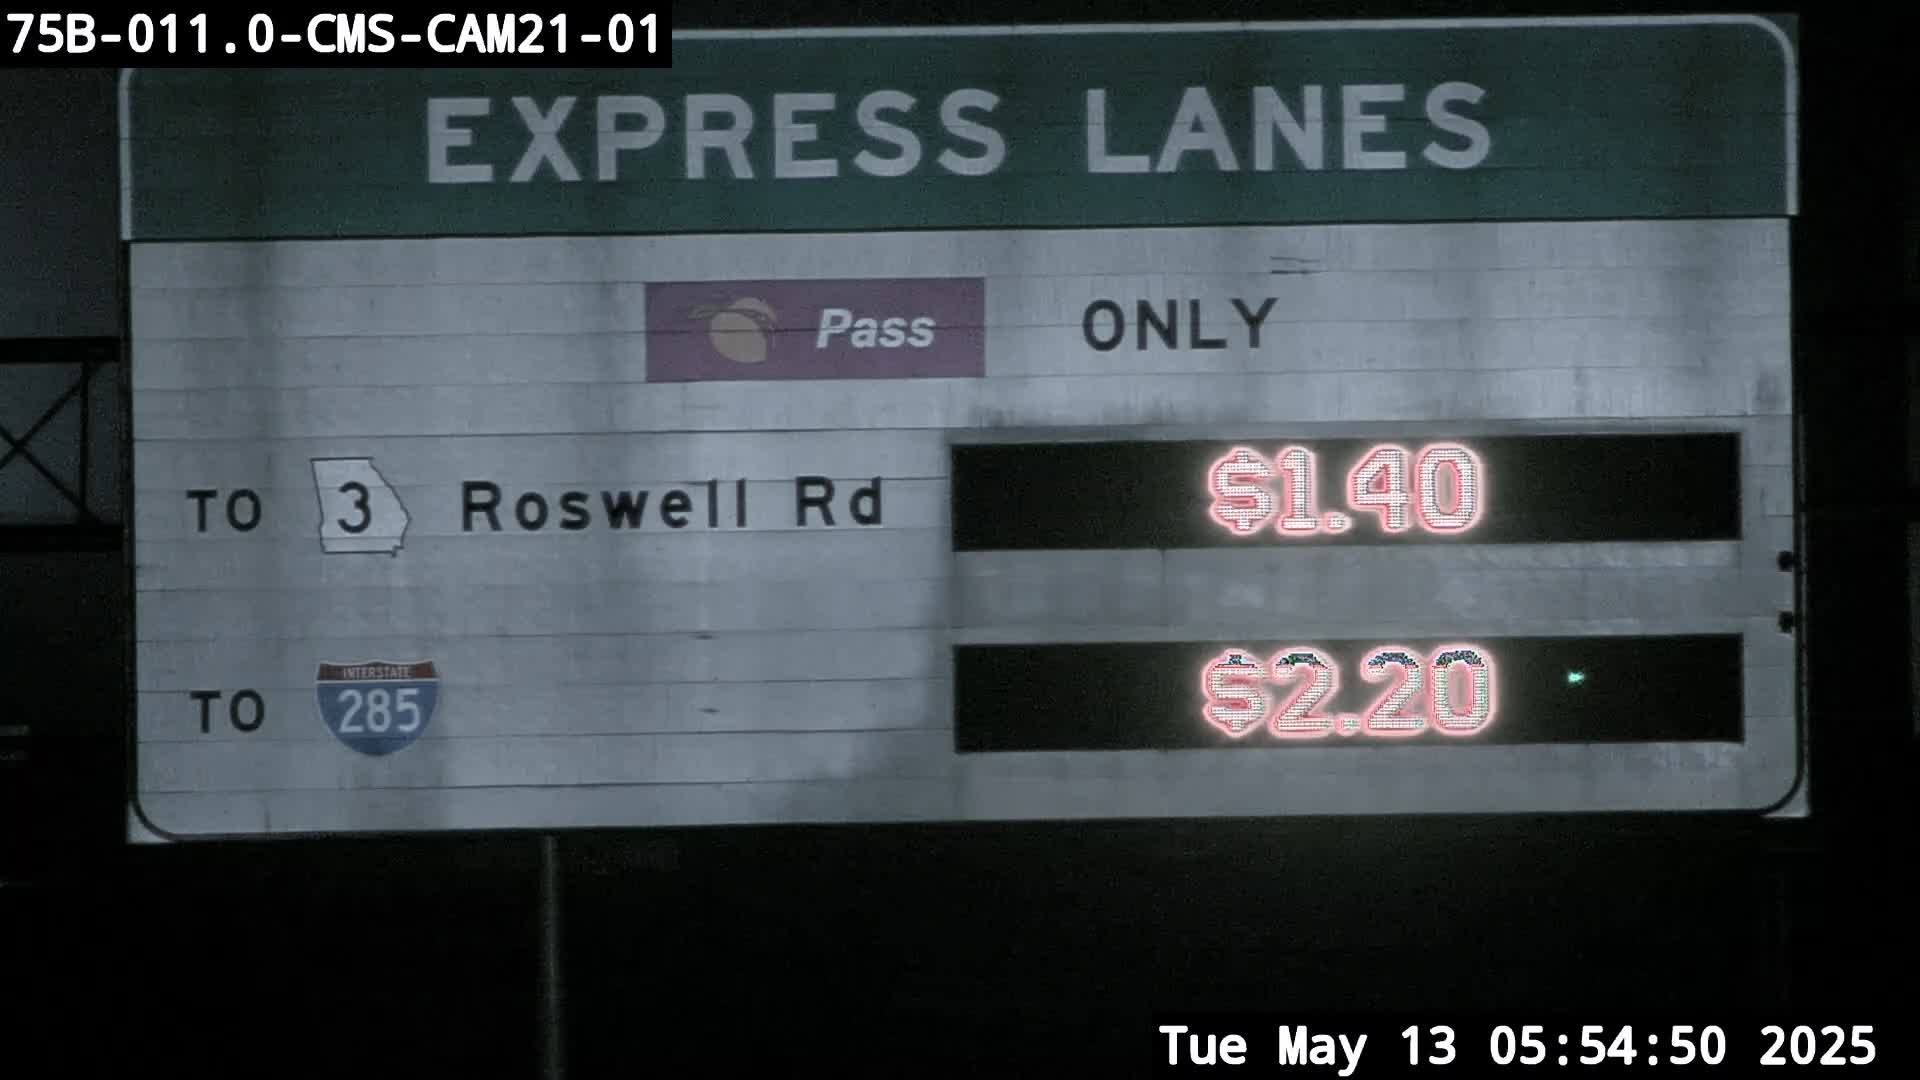 75B-011.0-CMS-CAM21-01
EXPRESS LANES
Pass ONLY
TO 3 Roswell Rd $1.40
INTERSTATE
TO 285 $2.20
Tue May 13 05:54:50 2025